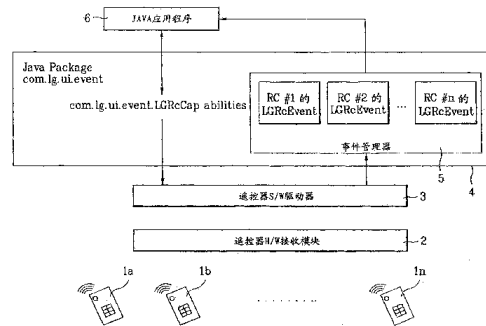 6
JAVA应用程序
Java Package
com.lg.ui.event
com.lg.ui.event.LGRcCap abilities
RC #1 的
LGRcEvent
RC #2 的
LGRcEvent
...
RC #n 的
LGRcEvent
事件管理器
5
4
遥控器S/W驱动器
3
遥控器H/W接收模块
2
1a
1b
1n
.........